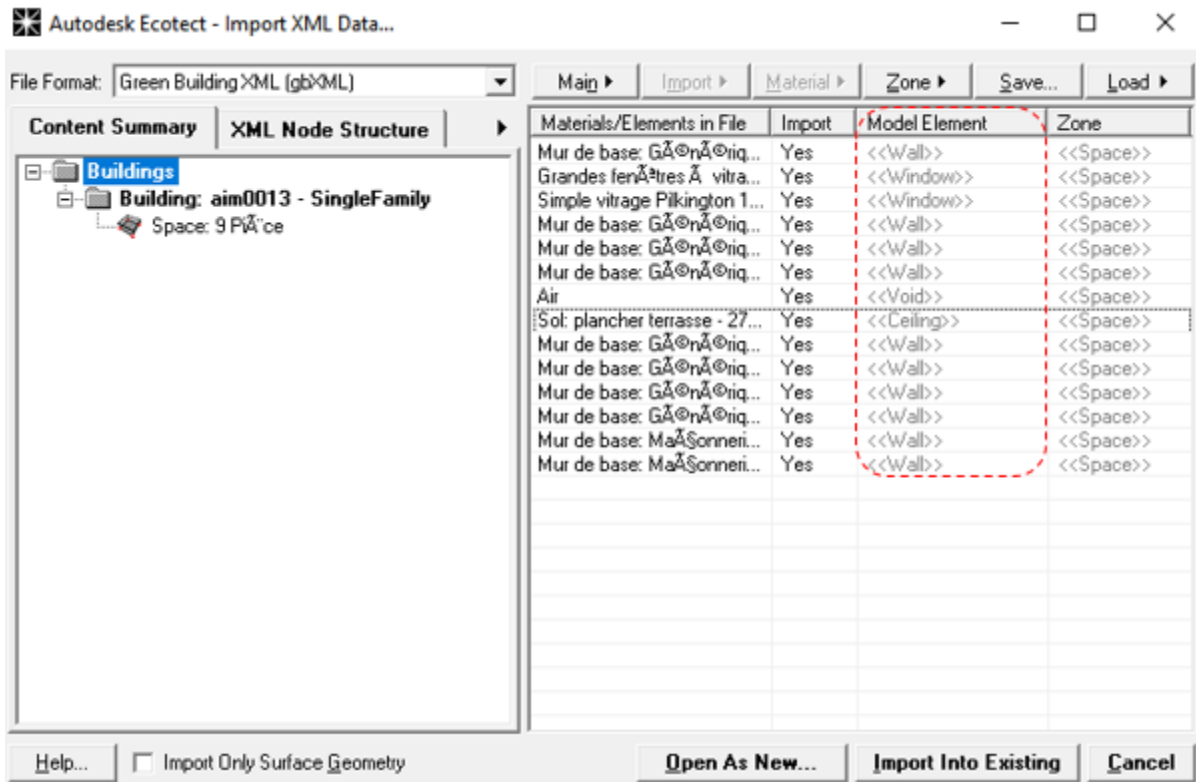 Autodesk Ecotect - Import XML Data...
File Format: Green Building XML (gbXML) Main Import Material Zone Save... Load
Content Summary XML Node Structure
Materials/Elements in File Import Model Element Zone
Buildings
Building: aim0013 - SingleFamily
Space: 9 PiÃ¨ce
Mur de base: GÃ©nÃ©riq... Yes <<Wall>> <<Space>>
Grandes fenÃªtres Ã  vitra... Yes <<Window>> <<Space>>
Simple vitrage Pilkington 1... Yes <<Window>> <<Space>>
Mur de base: GÃ©nÃ©riq... Yes <<Wall>> <<Space>>
Mur de base: GÃ©nÃ©riq... Yes <<Wall>> <<Space>>
Mur de base: GÃ©nÃ©riq... Yes <<Wall>> <<Space>>
Air Yes <<Void>> <<Space>>
Sol: plancher terrasse - 27... Yes <<Ceiling>> <<Space>>
Mur de base: GÃ©nÃ©riq... Yes <<Wall>> <<Space>>
Mur de base: GÃ©nÃ©riq... Yes <<Wall>> <<Space>>
Mur de base: GÃ©nÃ©riq... Yes <<Wall>> <<Space>>
Mur de base: GÃ©nÃ©riq... Yes <<Wall>> <<Space>>
Mur de base: MaÃ§onneri... Yes <<Wall>> <<Space>>
Mur de base: MaÃ§onneri... Yes <<Wall>> <<Space>>
Help... Import Only Surface Geometry Open As New... Import Into Existing Cancel